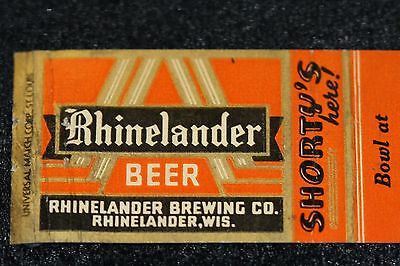 UNIVERSAL MATCH CORP. ST. LOUIS
Rhinelander
BEER
RHINELANDER BREWING CO.
RHINELANDER, WIS.
SHORTY'S
here!
Bowl at